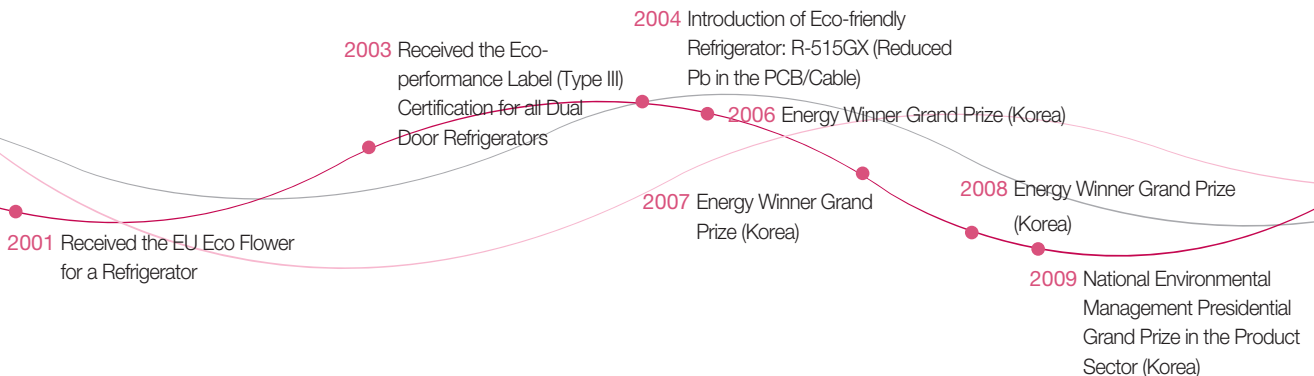 2001 Received the EU Eco Flower
for a Refrigerator
2003 Received the Eco-
performance Label (Type III)
Certification for all Dual
Door Refrigerators
2004 Introduction of Eco-friendly
Refrigerator: R-515GX (Reduced
Pb in the PCB/Cable)
2006 Energy Winner Grand Prize (Korea)
2007 Energy Winner Grand
Prize (Korea)
2008 Energy Winner Grand Prize
(Korea)
2009 National Environmental
Management Presidential
Grand Prize in the Product
Sector (Korea)